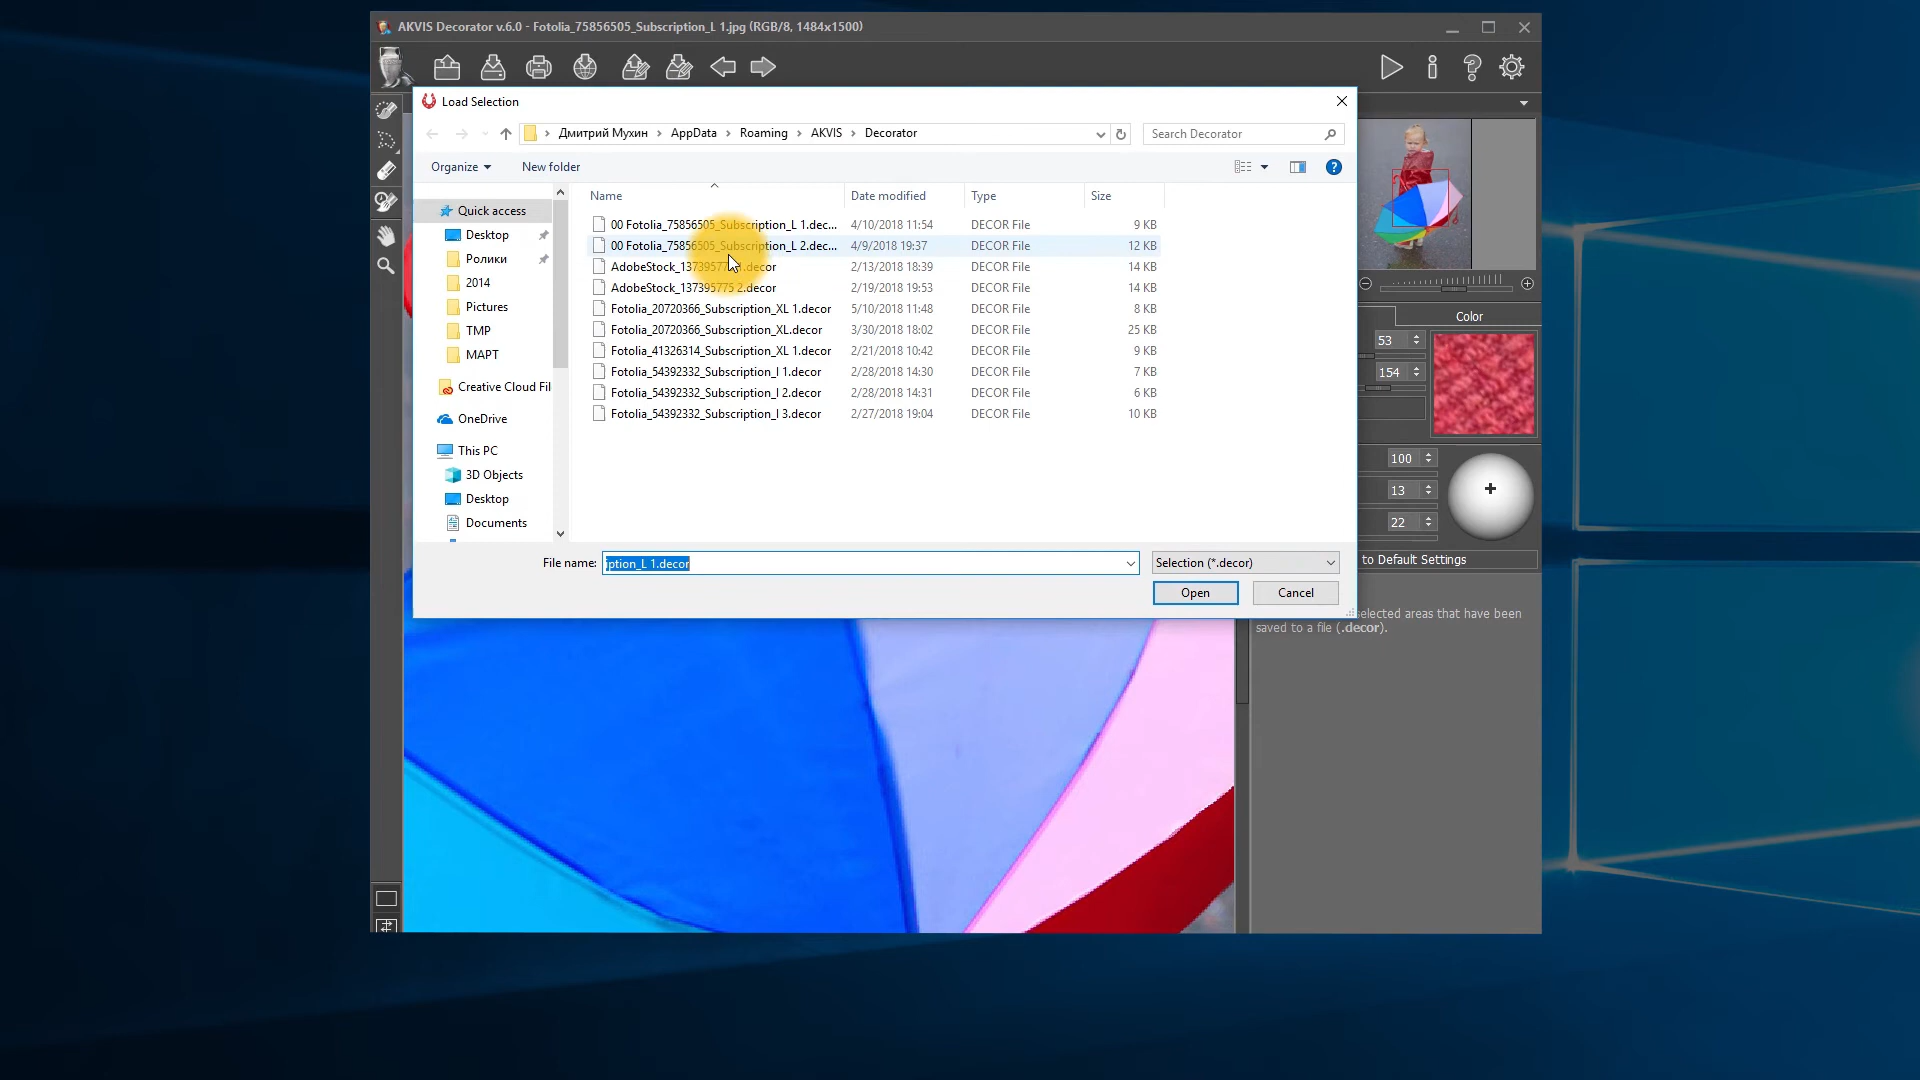 AKVIS Decorator v.6.0 - Fotolia_75856505_Subscription_L 1.jpg (RGB/8, 1484x1500)
Load Selection
Дмитрий Мухин > AppData > Roaming > AKVIS > Decorator
Search Decorator
Organize
New folder
Name Date modified Type Size
00 Fotolia_75856505_Subscription_L 1.dec... 4/10/2018 11:54 DECOR File 9 KB
00 Fotolia_75856505_Subscription_L 2.dec... 4/9/2018 19:37 DECOR File 12 KB
AdobeStock_137395775 1.decor 2/13/2018 18:39 DECOR File 14 KB
AdobeStock_137395775 2.decor 2/19/2018 19:53 DECOR File 14 KB
Fotolia_20720366_Subscription_XL 1.decor 5/10/2018 11:48 DECOR File 8 KB
Fotolia_20720366_Subscription_XL.decor 3/30/2018 18:02 DECOR File 25 KB
Fotolia_41326314_Subscription_XL 1.decor 2/21/2018 10:42 DECOR File 9 KB
Fotolia_54392332_Subscription_l 1.decor 2/28/2018 14:30 DECOR File 7 KB
Fotolia_54392332_Subscription_l 2.decor 2/28/2018 14:31 DECOR File 6 KB
Fotolia_54392332_Subscription_l 3.decor 2/27/2018 19:04 DECOR File 10 KB
Quick access
Desktop
Ролики
2014
Pictures
TMP
МАРТ
Creative Cloud Fil
OneDrive
This PC
3D Objects
Desktop
Documents
File name: iption_L 1.decor
Selection (*.decor)
Open
Cancel
Color
53
154
100
13
22
to Default Settings
elected areas that have been
saved to a file (.decor).